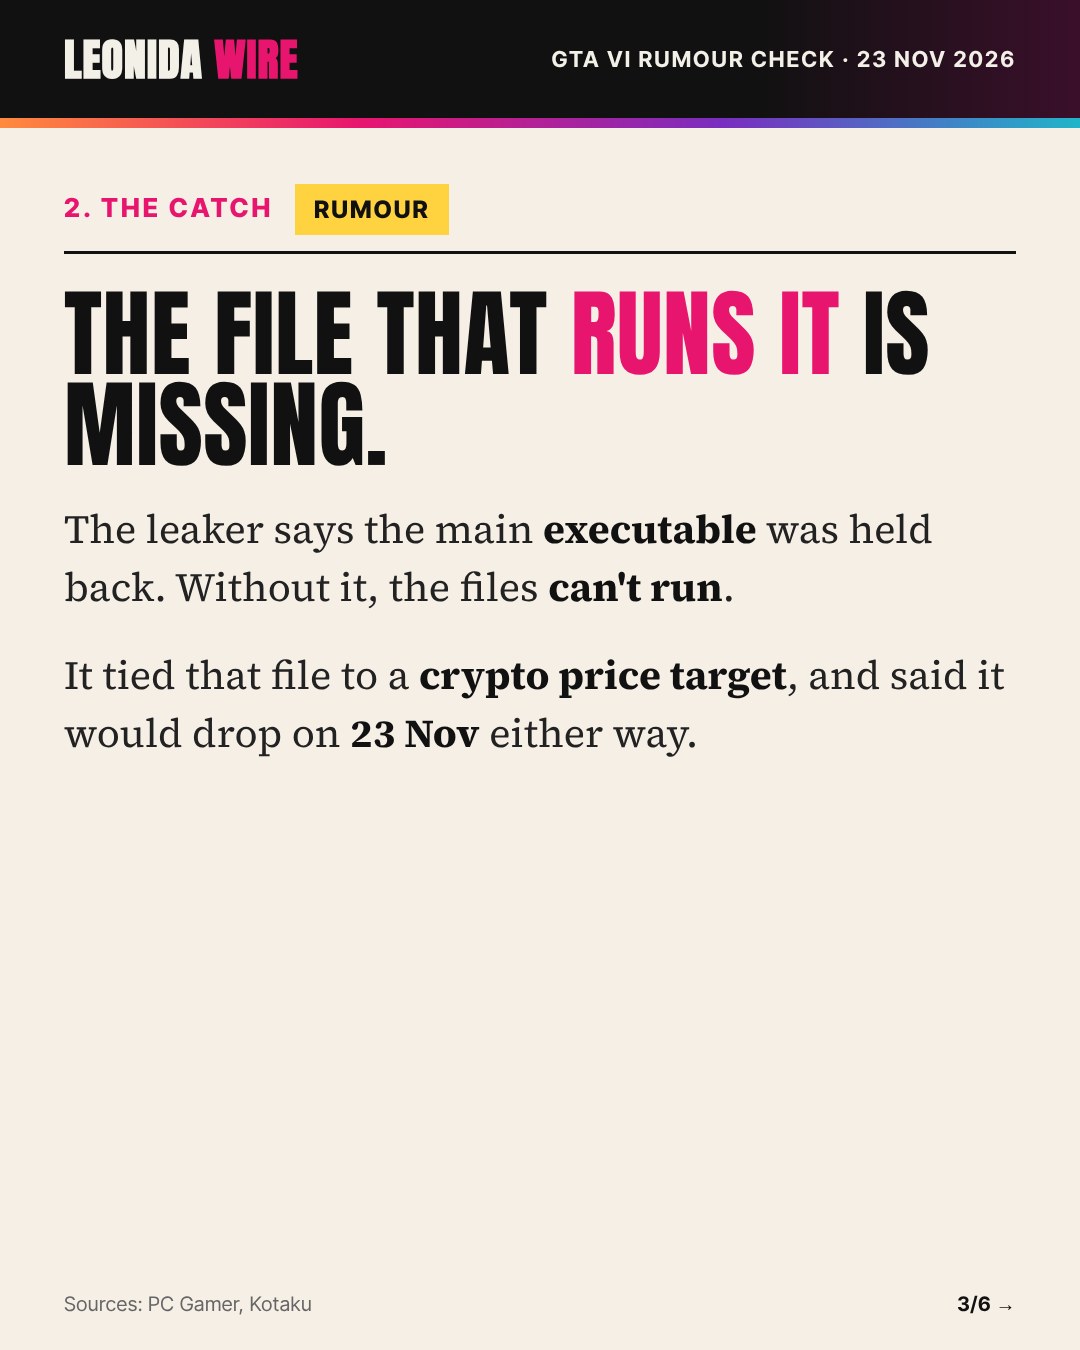 LEONIDA WIRE
GTA VI RUMOUR CHECK · 23 NOV 2026
2. THE CATCH
RUMOUR
THE FILE THAT RUNS IT IS
MISSING.
The leaker says the main executable was held
back. Without it, the files can't run.
It tied that file to a crypto price target, and said it
would drop on 23 Nov either way.
Sources: PC Gamer, Kotaku
3/6 →